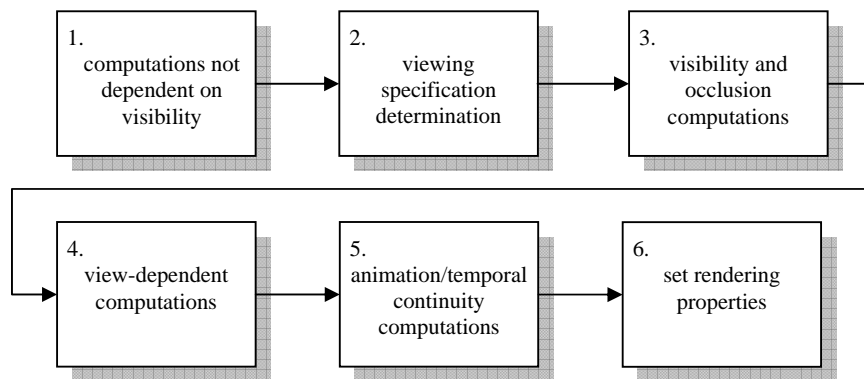 1.
computations not
dependent on
visibility
2.
viewing
specification
determination
3.
visibility and
occlusion
computations
4.
view-dependent
computations
5.
animation/temporal
continuity
computations
6.
set rendering
properties